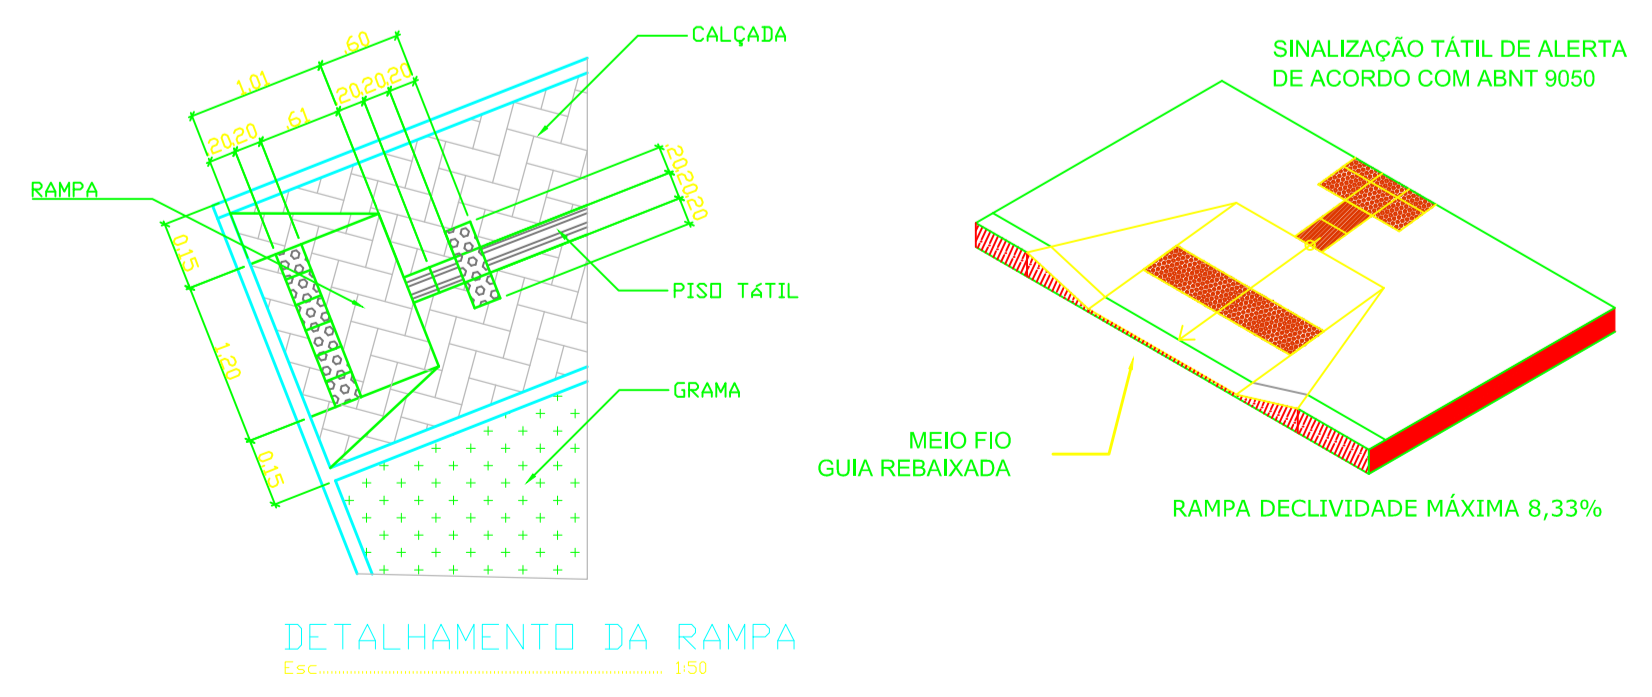 CALÇADA
.60
1.01
.20
.20
.20
.61
.20
.20
RAMPA
.20
.20
.20
0.15
1.20
0.15
PISO TÁTIL
GRAMA
DETALHAMENTO DA RAMPA
Esc. 1:50
SINALIZAÇÃO TÁTIL DE ALERTA
DE ACORDO COM ABNT 9050
MEIO FIO
GUIA REBAIXADA
RAMPA DECLIVIDADE MÁXIMA 8,33%